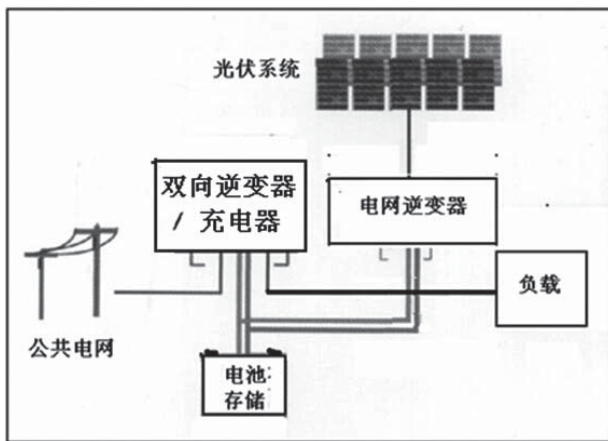 光伏系统
双向逆变器
/ 充电器
电网逆变器
负载
公共电网
电池
存储